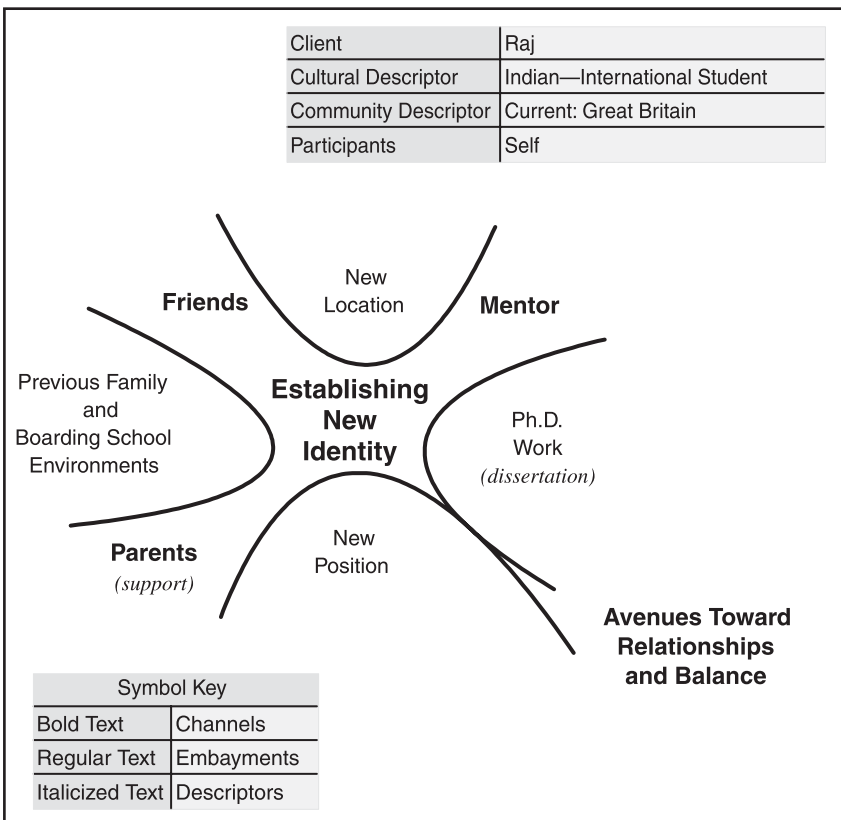 Client Raj
Cultural Descriptor Indian—International Student
Community Descriptor Current: Great Britain
Participants Self
New
Location
Friends
Mentor
Establishing
New
Identity
Previous Family
and
Boarding School
Environments
Ph.D.
Work
(dissertation)
Parents
(support)
New
Position
Avenues Toward
Relationships
and Balance
Symbol Key
Bold Text Channels
Regular Text Embayments
Italicized Text Descriptors